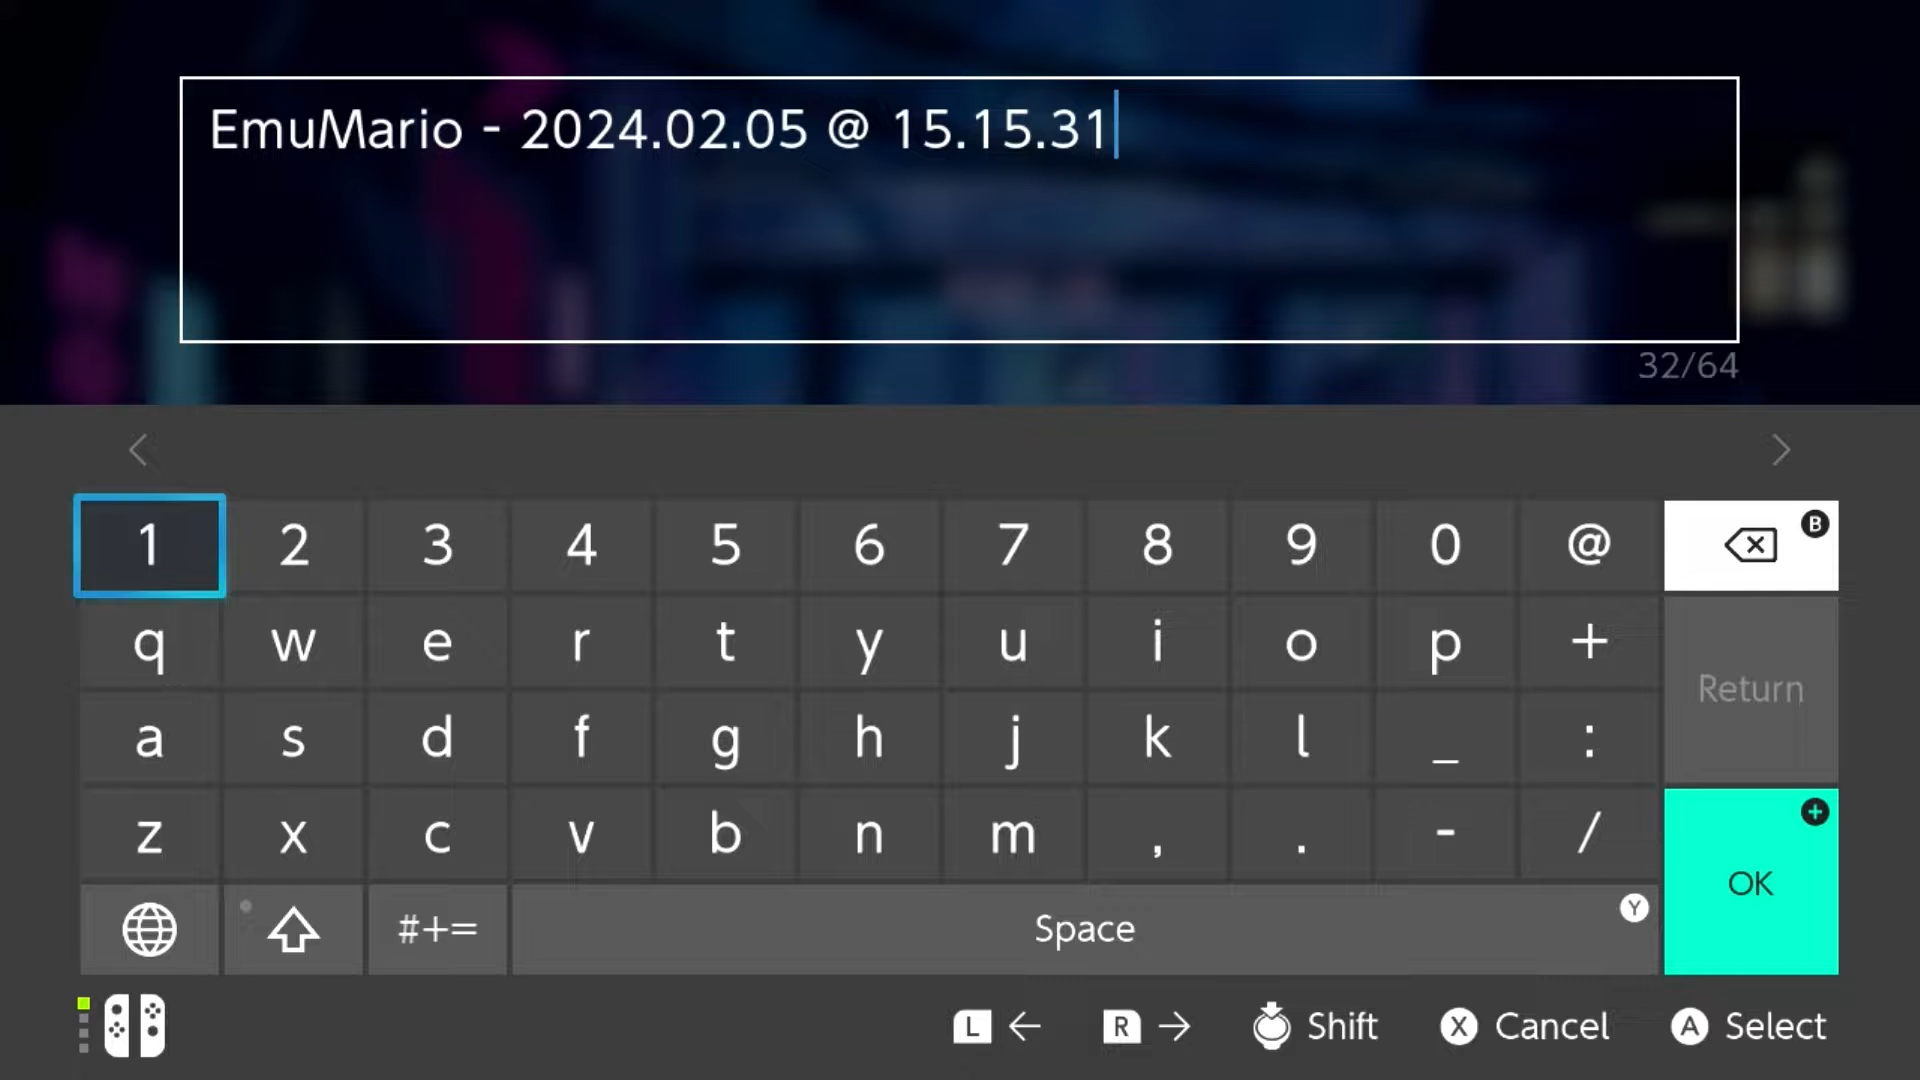 EmuMario - 2024.02.05 @ 15.15.31
32/64
1 2 3 4 5 6 7 8 9 0 @ B
q w e r t y u i o p +
Return
a s d f g h j k l _ :
z x c v b n m , . - / +
OK
#+= Space Y
L ← R → Shift X Cancel A Select